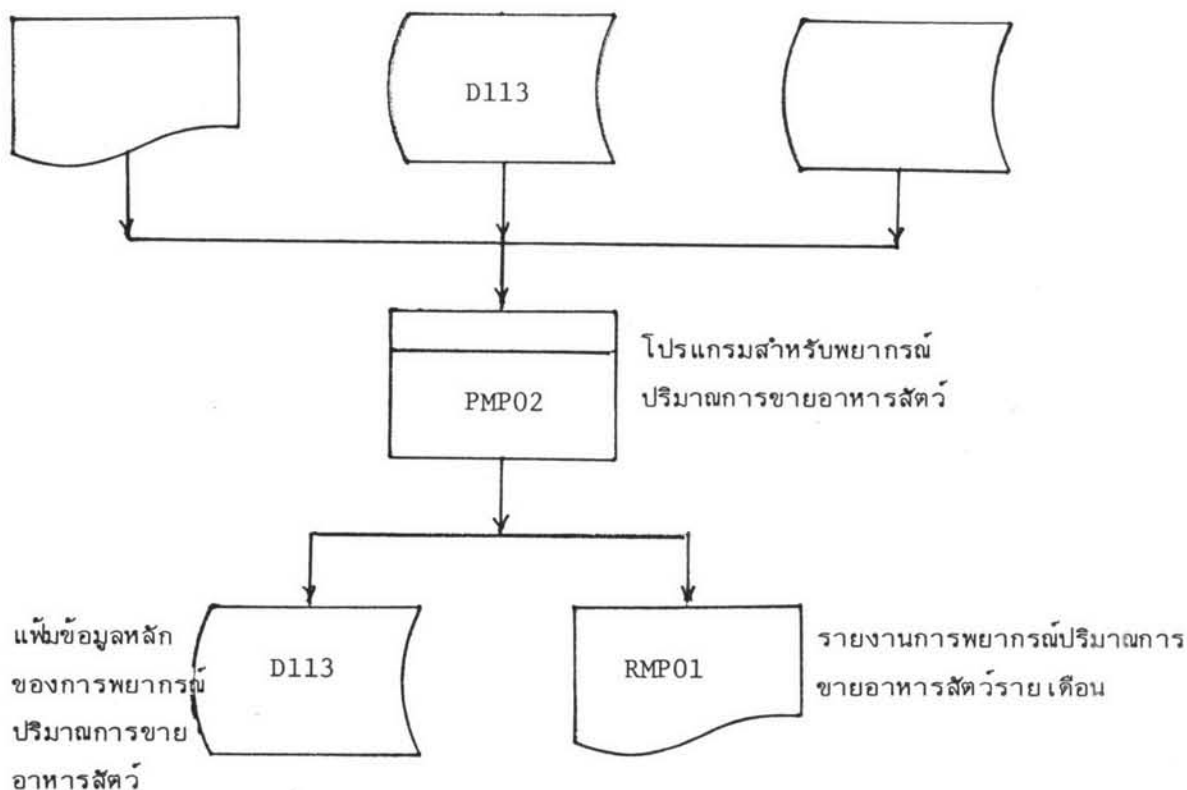 D113
โปรแกรมสำหรับพยากรณ์
ปริมาณการขายอาหารสัตว์
PMP02
แฟ้มข้อมูลหลัก
ของการพยากรณ์
ปริมาณการขาย
อาหารสัตว์
D113
RMP01
รายงานการพยากรณ์ปริมาณการ
ขายอาหารสัตว์รายเดือน